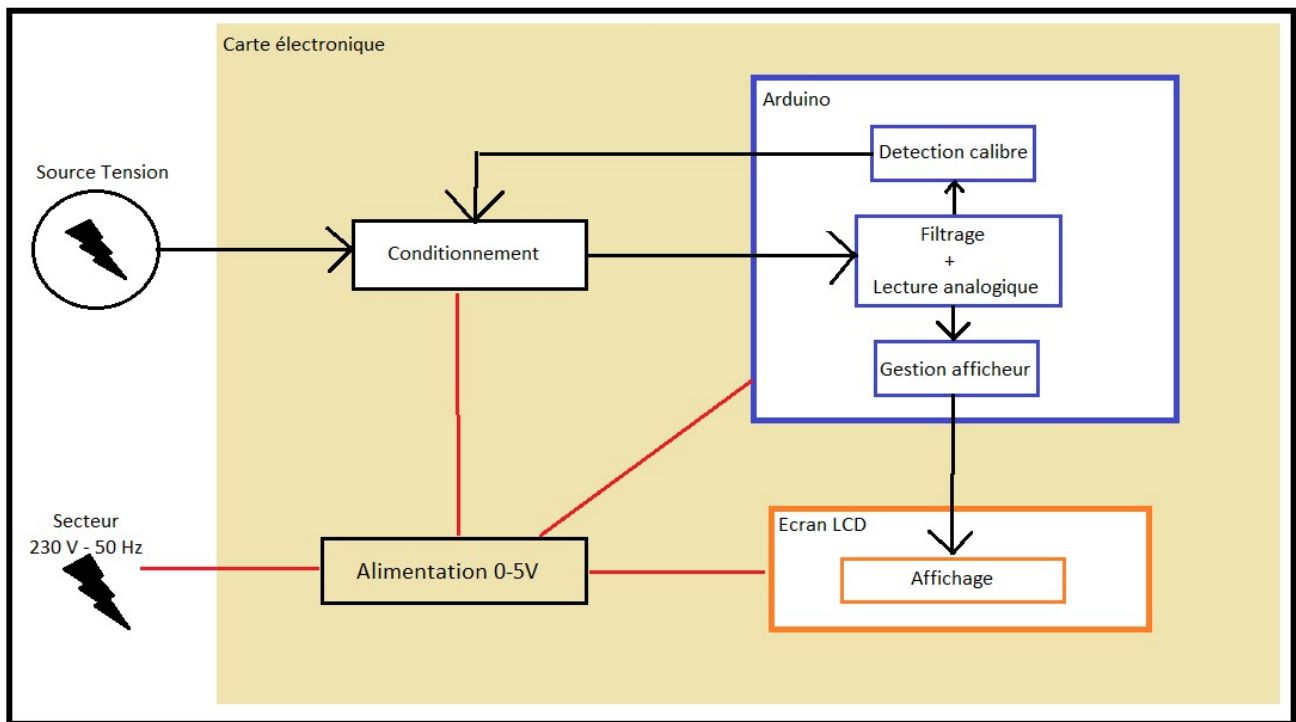 Carte électronique
Arduino
Detection calibre
Source Tension
Conditionnement
Filtrage
+
Lecture analogique
Gestion afficheur
Secteur
230 V - 50 Hz
Alimentation 0-5V
Ecran LCD
Affichage